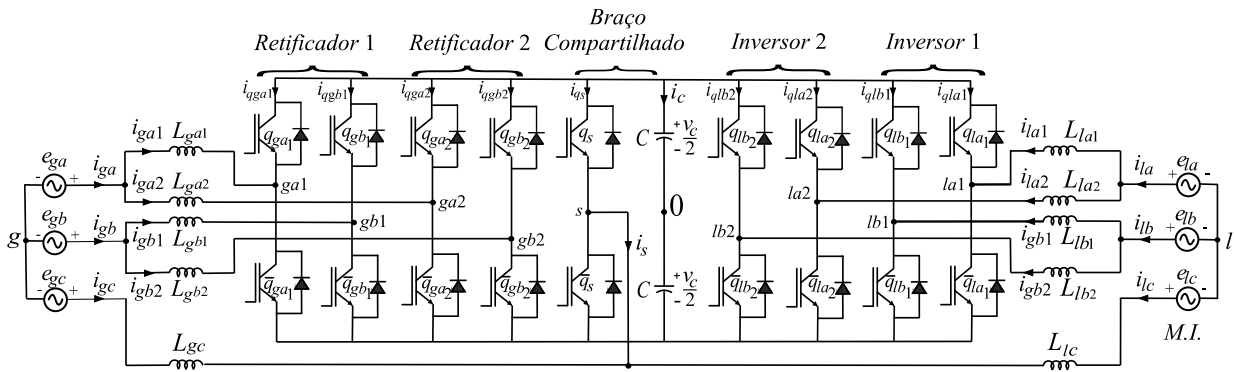 Retificador 1 Retificador 2 Braço Compartilhado Inversor 2 Inversor 1
i_qga1 i_qgb1 i_qga2 i_qgb2 i_qs i_c i_qlb2 i_qla2 i_qlb1 i_qla1
q_ga1 q_gb1 q_ga2 q_gb2 q_s C +v_c/2- q_lb2 q_la2 q_lb1 q_la1
i_ga1 L_ga1 i_la1 L_la1
e_ga i_ga - + i_la e_la + -
i_ga2 L_ga2 ga1 ga2 la2 la1 i_la2 L_la2
e_gb i_gb - + s 0 i_lb e_lb + -
g i_gb1 L_gb1 gb1 gb2 lb2 lb1 i_gb1 L_lb1 l
i_s
e_gc i_gc - + i_lc e_lc + -
i_gb2 L_gb2 i_gb2 L_lb2
q̅_ga1 q̅_gb1 q̅_ga2 q̅_gb2 q̅_s C +v_c/2- q̅_lb2 q̅_la2 q̅_lb1 q̅_la1
M.I.
L_gc L_lc